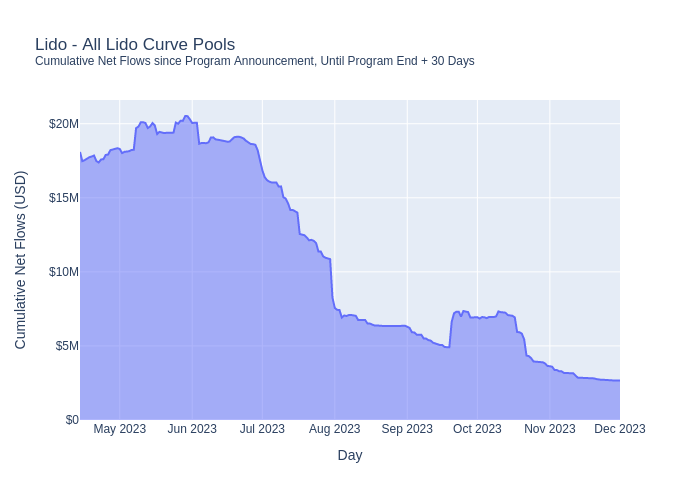 Lido - All Lido Curve Pools
Cumulative Net Flows since Program Announcement, Until Program End + 30 Days
Cumulative Net Flows (USD)
$20M
$15M
$10M
$5M
$0
May 2023 Jun 2023 Jul 2023 Aug 2023 Sep 2023 Oct 2023 Nov 2023 Dec 2023
Day